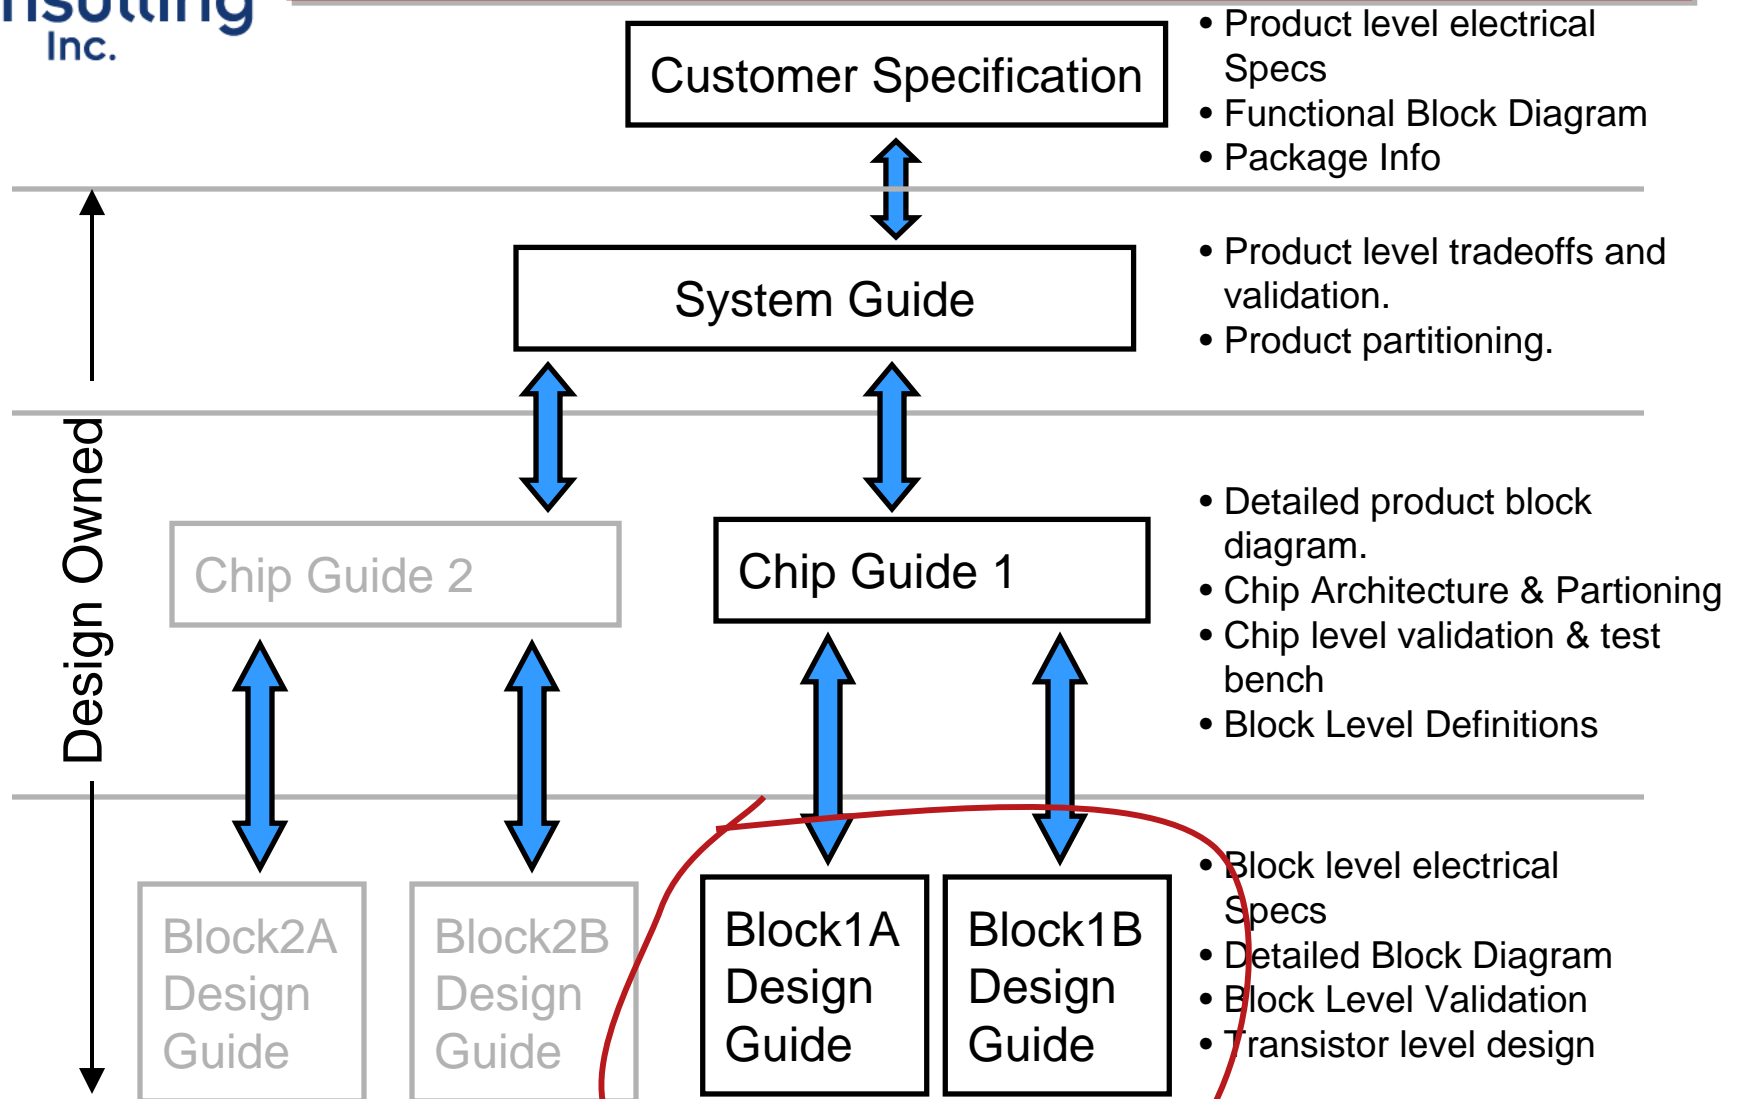 Inc.
Customer Specification
• Product level electrical
Specs
• Functional Block Diagram
• Package Info
System Guide
• Product level tradeoffs and
validation.
• Product partitioning.
Design Owned
Chip Guide 2
Chip Guide 1
• Detailed product block
diagram.
• Chip Architecture & Partioning
• Chip level validation & test
bench
• Block Level Definitions
Block2A
Design
Guide
Block2B
Design
Guide
Block1A
Design
Guide
Block1B
Design
Guide
• Block level electrical
Specs
• Detailed Block Diagram
• Block Level Validation
• Transistor level design